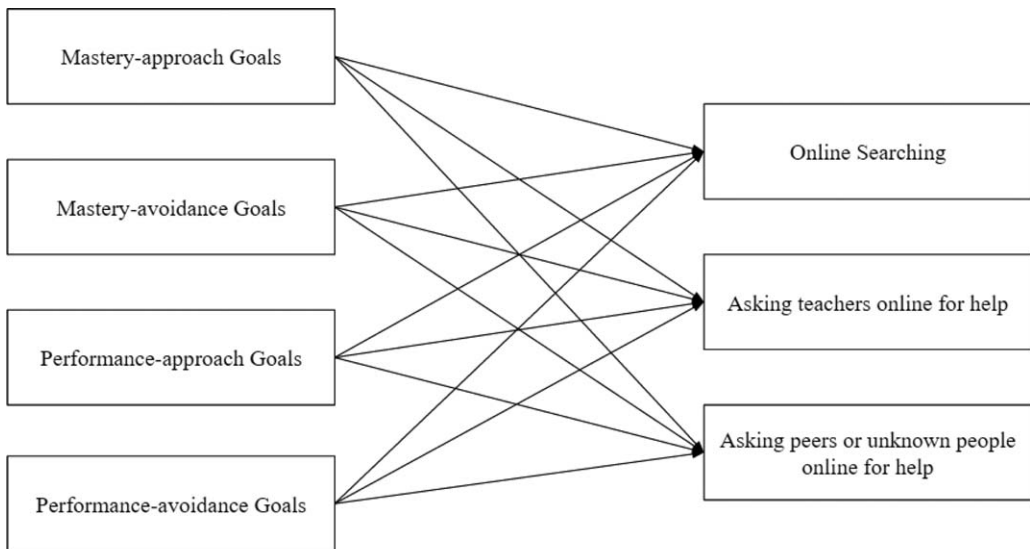 Mastery-approach Goals
Mastery-avoidance Goals
Performance-approach Goals
Performance-avoidance Goals
Online Searching
Asking teachers online for help
Asking peers or unknown people
online for help